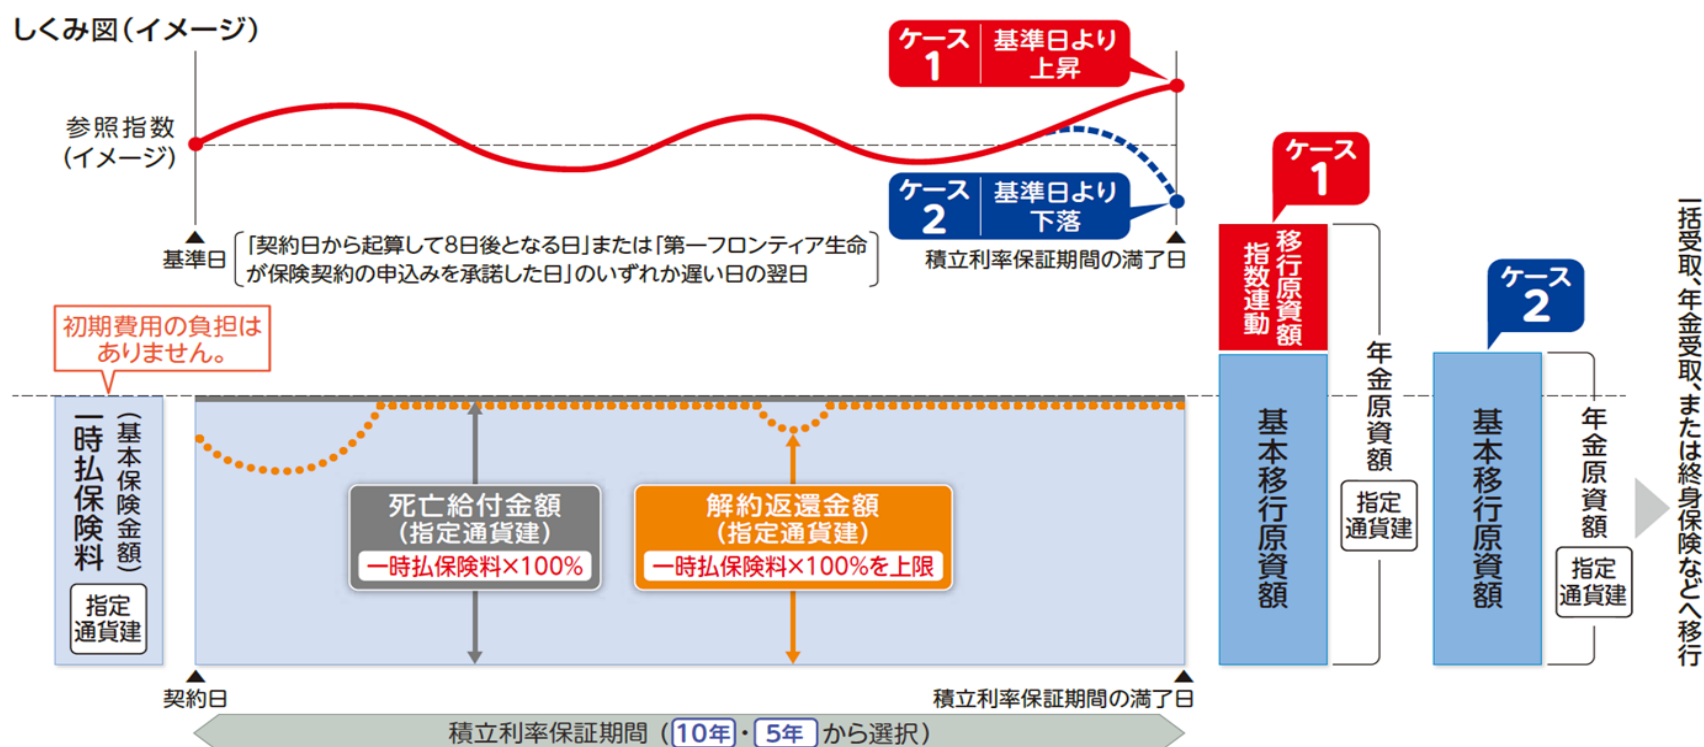 しくみ図(イメージ)
ケース
1
基準日より
上昇
参照指数
(イメージ)
ケース
2
基準日より
下落
基準日
「契約日から起算して8日後となる日」または「第一フロンティア生命
が保険契約の申込みを承諾した日」のいずれか遅い日の翌日
積立利率保証期間の満了日
初期費用の負担は
ありません。
一時払保険料
(基本保険金額)
指定
通貨建
死亡給付金額
(指定通貨建)
一時払保険料×100%
解約返還金額
(指定通貨建)
一時払保険料×100%を上限
契約日
積立利率保証期間の満了日
積立利率保証期間(10年・5年から選択)
ケース
1
指数連動
移行原資額
基本移行原資額
年金原資額
指定
通貨建
ケース
2
基本移行原資額
年金原資額
指定
通貨建
一括受取、年金受取、または終身保険などへ移行